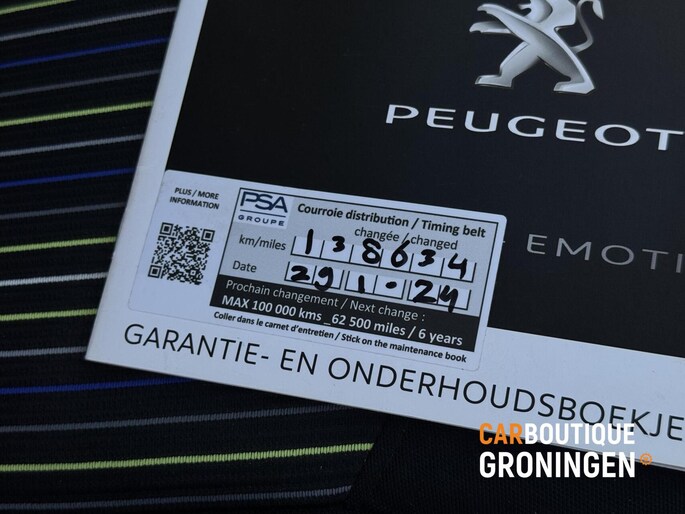 PEUGEOT
EMOTI
PLUS / MORE
INFORMATION
PSA
GROUPE
Courroie distribution / Timing belt
changée / changed
km/miles 138634
Date 29 1-24
Prochain changement / Next change :
MAX 100 000 kms_62 500 miles / 6 years
Coller dans le carnet d'entretien / Stick on the maintenance book
GARANTIE- EN ONDERHOUDSBOEKJE
CARBOUTIQUE
GRONINGEN